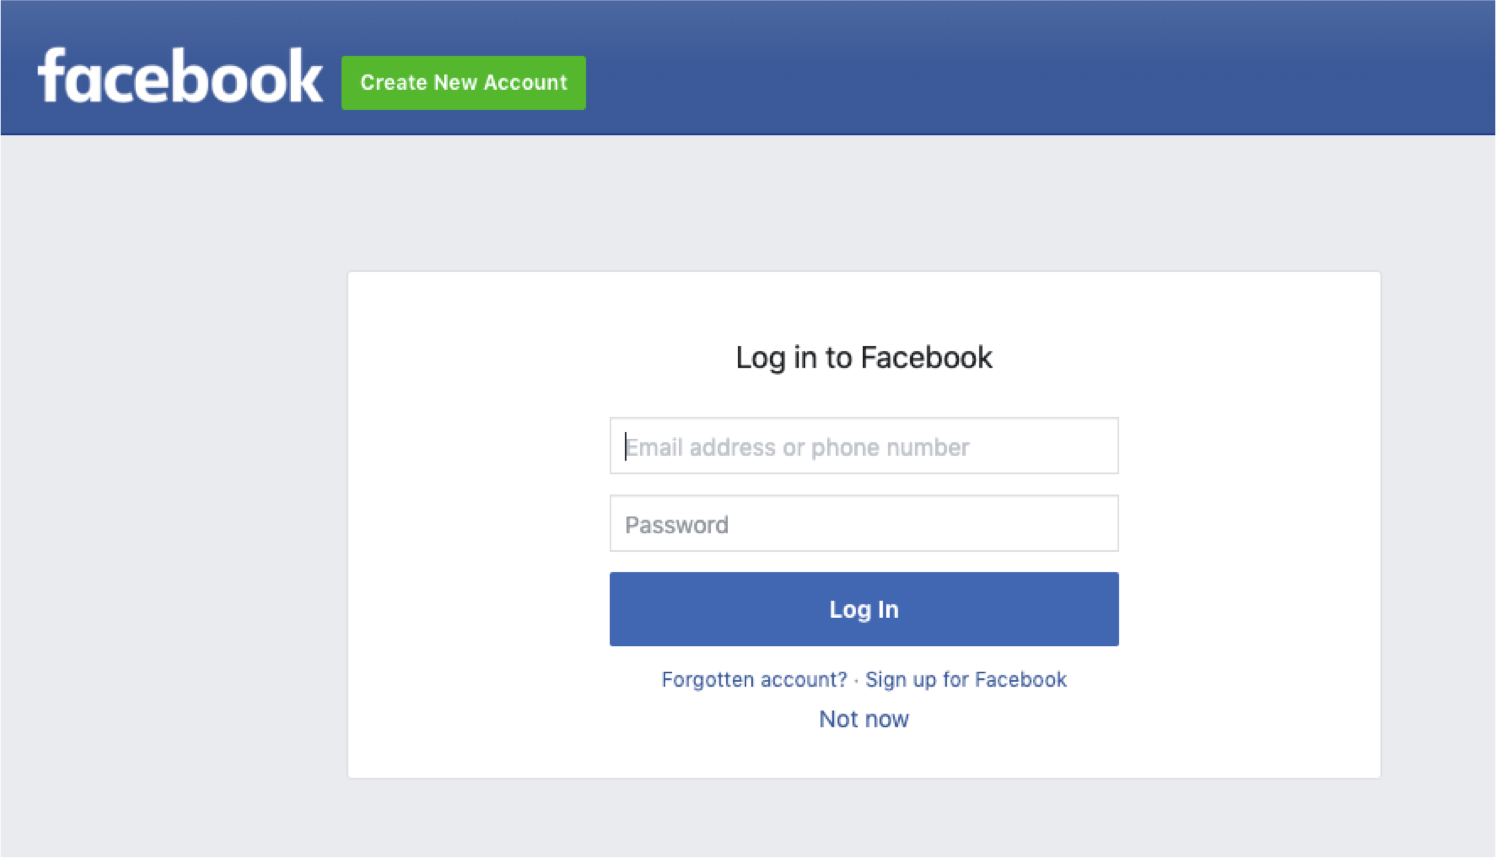 facebook Create New Account
Log in to Facebook
Email address or phone number
Password
Log In
Forgotten account? · Sign up for Facebook
Not now